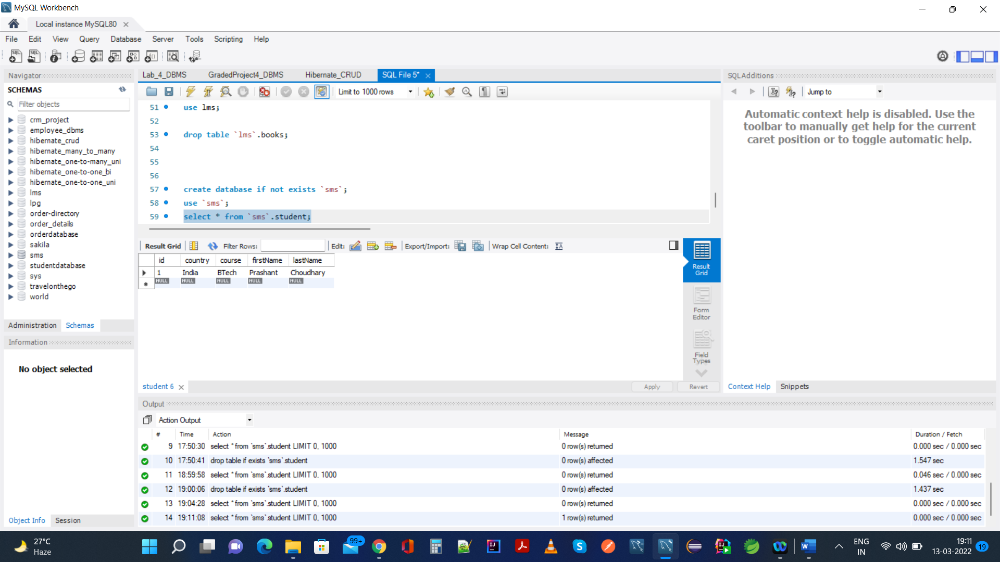 MySQL Workbench
Local instance MySQL80
File Edit View Query Database Server Tools Scripting Help
Navigator
SCHEMAS
Filter objects
crm_project
employee_dbms
hibernate_crud
hibernate_many_to_many
hibernate_one-to-many_uni
hibernate_one-to-one_bi
hibernate_one-to-one_uni
lms
lpg
order-directory
order_details
orderdatabase
sakila
sms
studentdatabase
sys
travelonthego
world
Administration Schemas
Information
No object selected
Object Info Session
Lab_4_DBMS GradedProject4_DBMS Hibernate_CRUD SQL File 5*
Limit to 1000 rows
51 use lms;
52
53 drop table `lms`.books;
54
55
56
57 create database if not exists `sms`;
58 use `sms`;
59 select * from `sms`.student;
Result Grid Filter Rows: Edit: Export/Import: Wrap Cell Content:
id country course firstName lastName
1 India BTech Prashant Choudhary
NULL NULL NULL NULL NULL
Result Grid
Form Editor
Field Types
student 6 Apply Revert
SQLAdditions
Jump to
Automatic context help is disabled. Use the
toolbar to manually get help for the current
caret position or to toggle automatic help.
Context Help Snippets
Output
Action Output
# Time Action Message Duration / Fetch
9 17:50:30 select * from `sms`.student LIMIT 0, 1000 0 row(s) returned 0.000 sec / 0.000 sec
10 17:50:41 drop table if exists `sms`.student 0 row(s) affected 1.547 sec
11 18:59:58 select * from `sms`.student LIMIT 0, 1000 0 row(s) returned 0.046 sec / 0.000 sec
12 19:00:06 drop table if exists `sms`.student 0 row(s) affected 1.437 sec
13 19:04:28 select * from `sms`.student LIMIT 0, 1000 0 row(s) returned 0.000 sec / 0.000 sec
14 19:11:08 select * from `sms`.student LIMIT 0, 1000 1 row(s) returned 0.000 sec / 0.000 sec
27°C
Haze
99+
ENG
IN
19:11
13-03-2022
19